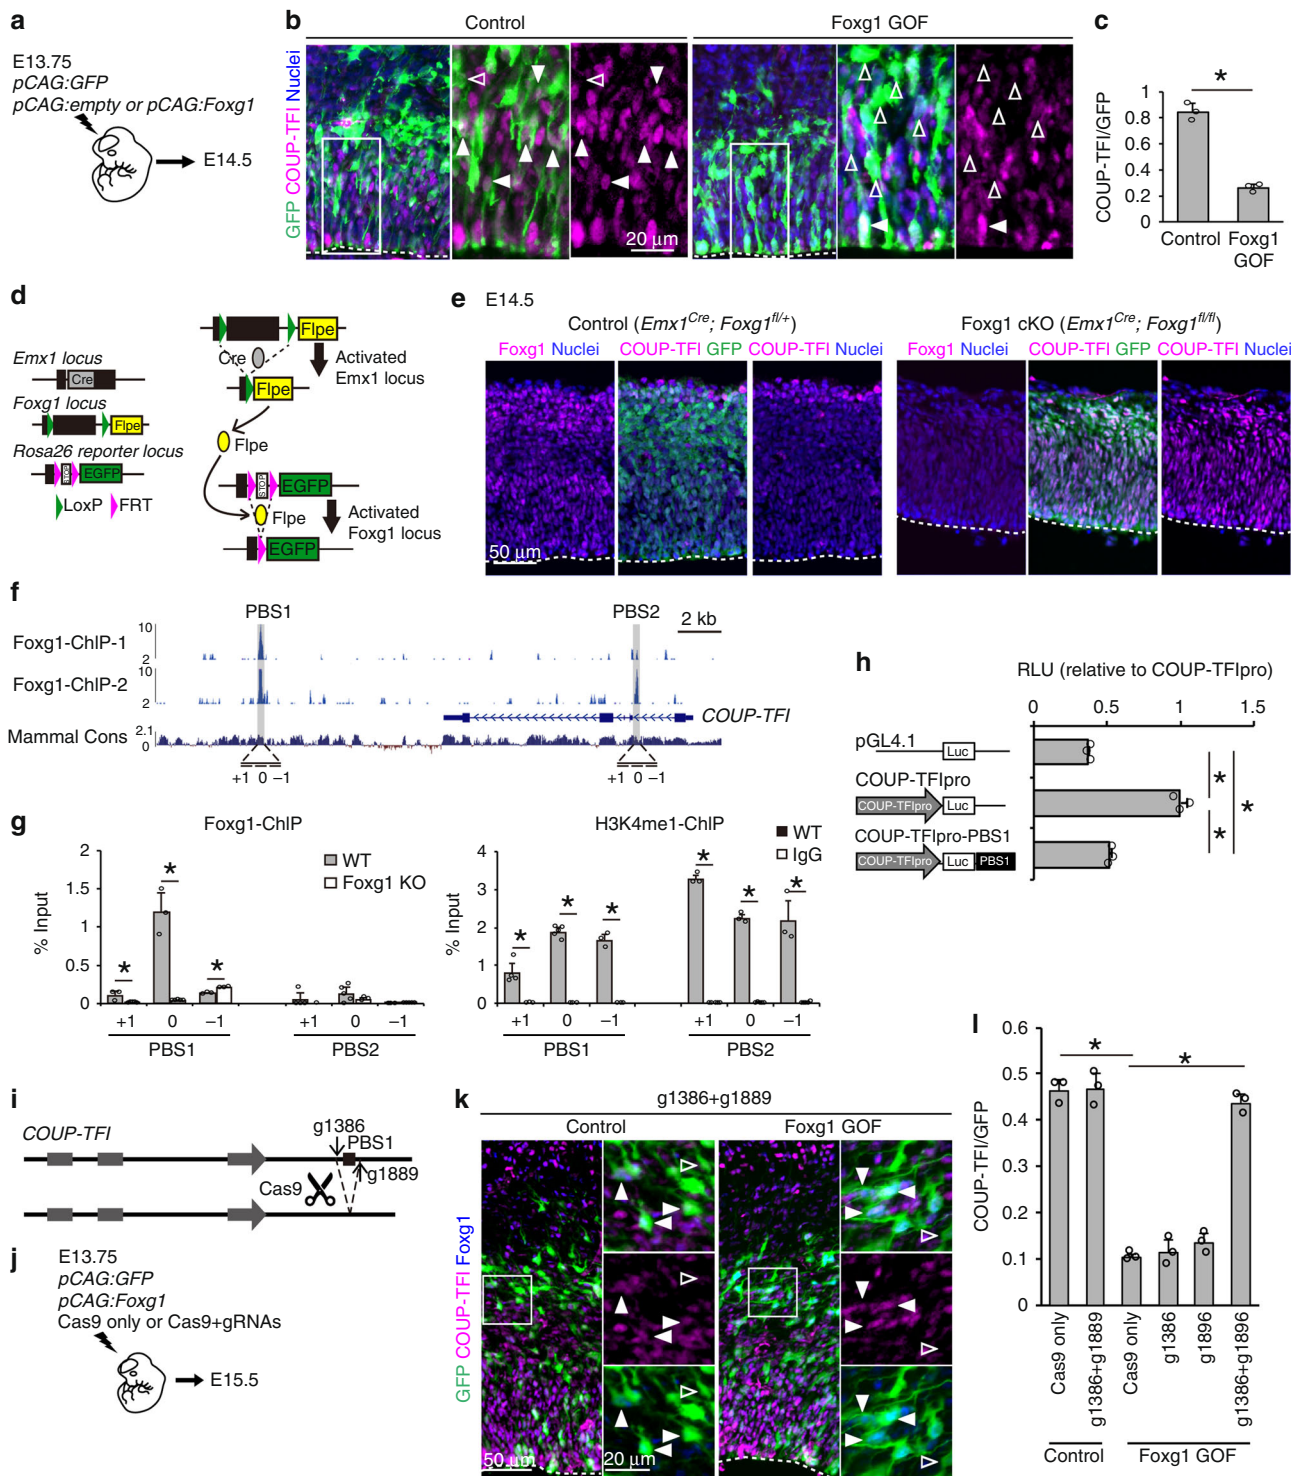 a
E13.75
pCAG:GFP
pCAG:empty or pCAG:Foxg1
E14.5
b
Control
Foxg1 GOF
GFP COUP-TFI Nuclei
20 µm
c
*
COUP-TFI/GFP
1
0.8
0.6
0.4
0.2
0
Control
Foxg1
GOF
d
Emx1 locus
Cre
Foxg1 locus
Flpe
Rosa26 reporter locus
STOP
EGFP
LoxP
FRT
Flpe
Cre
Activated
Emx1 locus
Flpe
Flpe
STOP
EGFP
Flpe
Activated
Foxg1 locus
EGFP
e
E14.5
Control (Emx1Cre; Foxg1fl/+)
Foxg1 cKO (Emx1Cre; Foxg1fl/fl)
Foxg1 Nuclei
COUP-TFI GFP
COUP-TFI Nuclei
Foxg1 Nuclei
COUP-TFI GFP
COUP-TFI Nuclei
50 µm
f
PBS1
PBS2
2 kb
Foxg1-ChIP-1
10
2
Foxg1-ChIP-2
10
2
COUP-TFI
Mammal Cons
2.1
0
+1 0 −1
+1 0 −1
g
Foxg1-ChIP
WT
Foxg1 KO
% Input
2
1.5
1
0.5
0
*
*
*
+1 0 −1
+1 0 −1
PBS1
PBS2
H3K4me1-ChIP
WT
IgG
% Input
4
3
2
1
0
*
*
*
*
*
*
+1 0 −1
+1 0 −1
PBS1
PBS2
h
RLU (relative to COUP-TFIpro)
0 0.5 1 1.5
pGL4.1
Luc
COUP-TFIpro
COUP-TFIpro
Luc
COUP-TFIpro-PBS1
COUP-TFIpro
Luc
PBS1
*
*
*
i
COUP-TFI
g1386
PBS1
g1889
Cas9
j
E13.75
pCAG:GFP
pCAG:Foxg1
Cas9 only or Cas9+gRNAs
E15.5
k
g1386+g1889
Control
Foxg1 GOF
GFP COUP-TFI Foxg1
50 µm
20 µm
l
COUP-TFI/GFP
0.6
0.5
0.4
0.3
0.2
0.1
0
*
*
Cas9 only
g1386+g1889
Cas9 only
g1386
g1896
g1386+g1896
Control
Foxg1 GOF